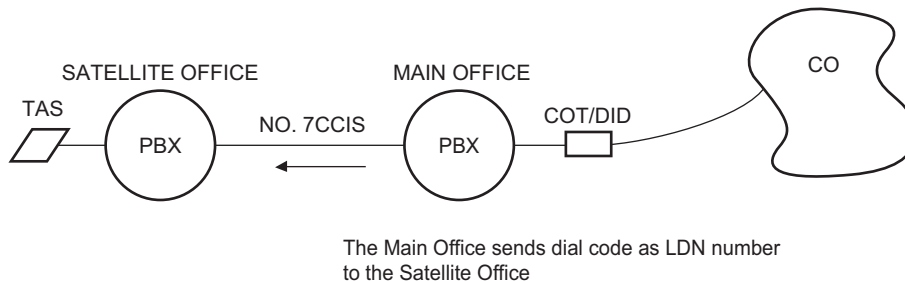 CO
SATELLITE OFFICE
MAIN OFFICE
TAS
NO. 7CCIS
COT/DID
PBX
PBX
The Main Office sends dial code as LDN number
to the Satellite Office